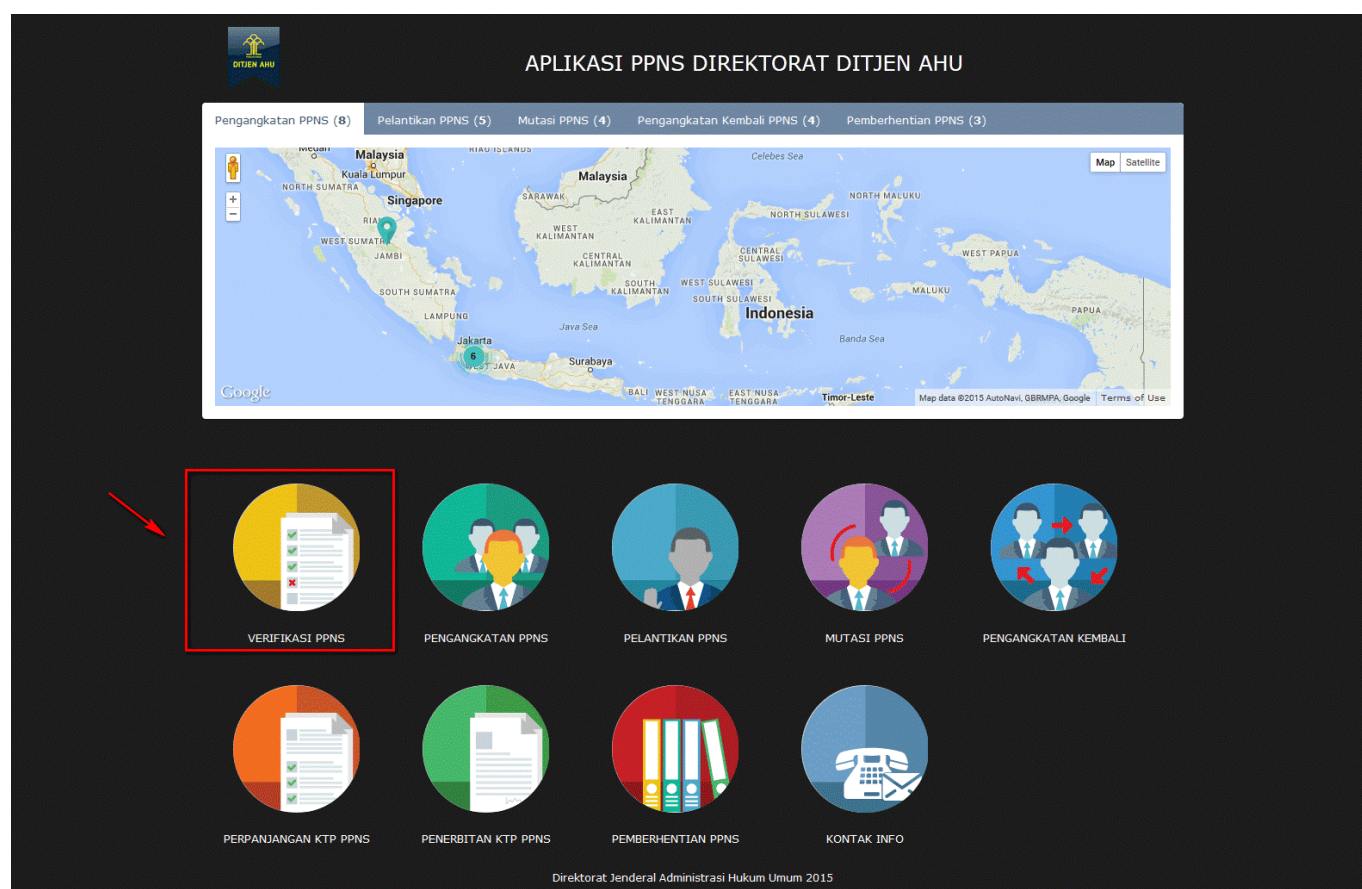 DITJEN AHU
APLIKASI PPNS DIREKTORAT DITJEN AHU
Pengangkatan PPNS (8) Pelantikan PPNS (5) Mutasi PPNS (4) Pengangkatan Kembali PPNS (4) Pemberhentian PPNS (3)
Medan
Malaysia
Kuala Lumpur
RIAU ISLANDS
Celebes Sea
Map Satellite
NORTH SUMATRA
Singapore
Malaysia
SARAWAK
NORTH MALUKU
EAST
KALIMANTAN
NORTH SULAWESI
WEST
KALIMANTAN
WEST SUMATRA
JAMBI
CENTRAL
KALIMANTAN
CENTRAL
SULAWESI
WEST PAPUA
SOUTH SUMATRA
SOUTH
KALIMANTAN
WEST SULAWESI
SOUTH SULAWESI
MALUKU
LAMPUNG
Indonesia
PAPUA
Java Sea
Banda Sea
Jakarta
6
WEST JAVA
Surabaya
Google
BALI
WEST NUSA
TENGGARA
EAST NUSA
TENGGARA
Timor-Leste
Map data ©2015 AutoNavi, GBRMPA, Google Terms of Use
VERIFIKASI PPNS
PENGANGKATAN PPNS
PELANTIKAN PPNS
MUTASI PPNS
PENGANGKATAN KEMBALI
PERPANJANGAN KTP PPNS
PENERBITAN KTP PPNS
PEMBERHENTIAN PPNS
KONTAK INFO
Direktorat Jenderal Administrasi Hukum Umum 2015